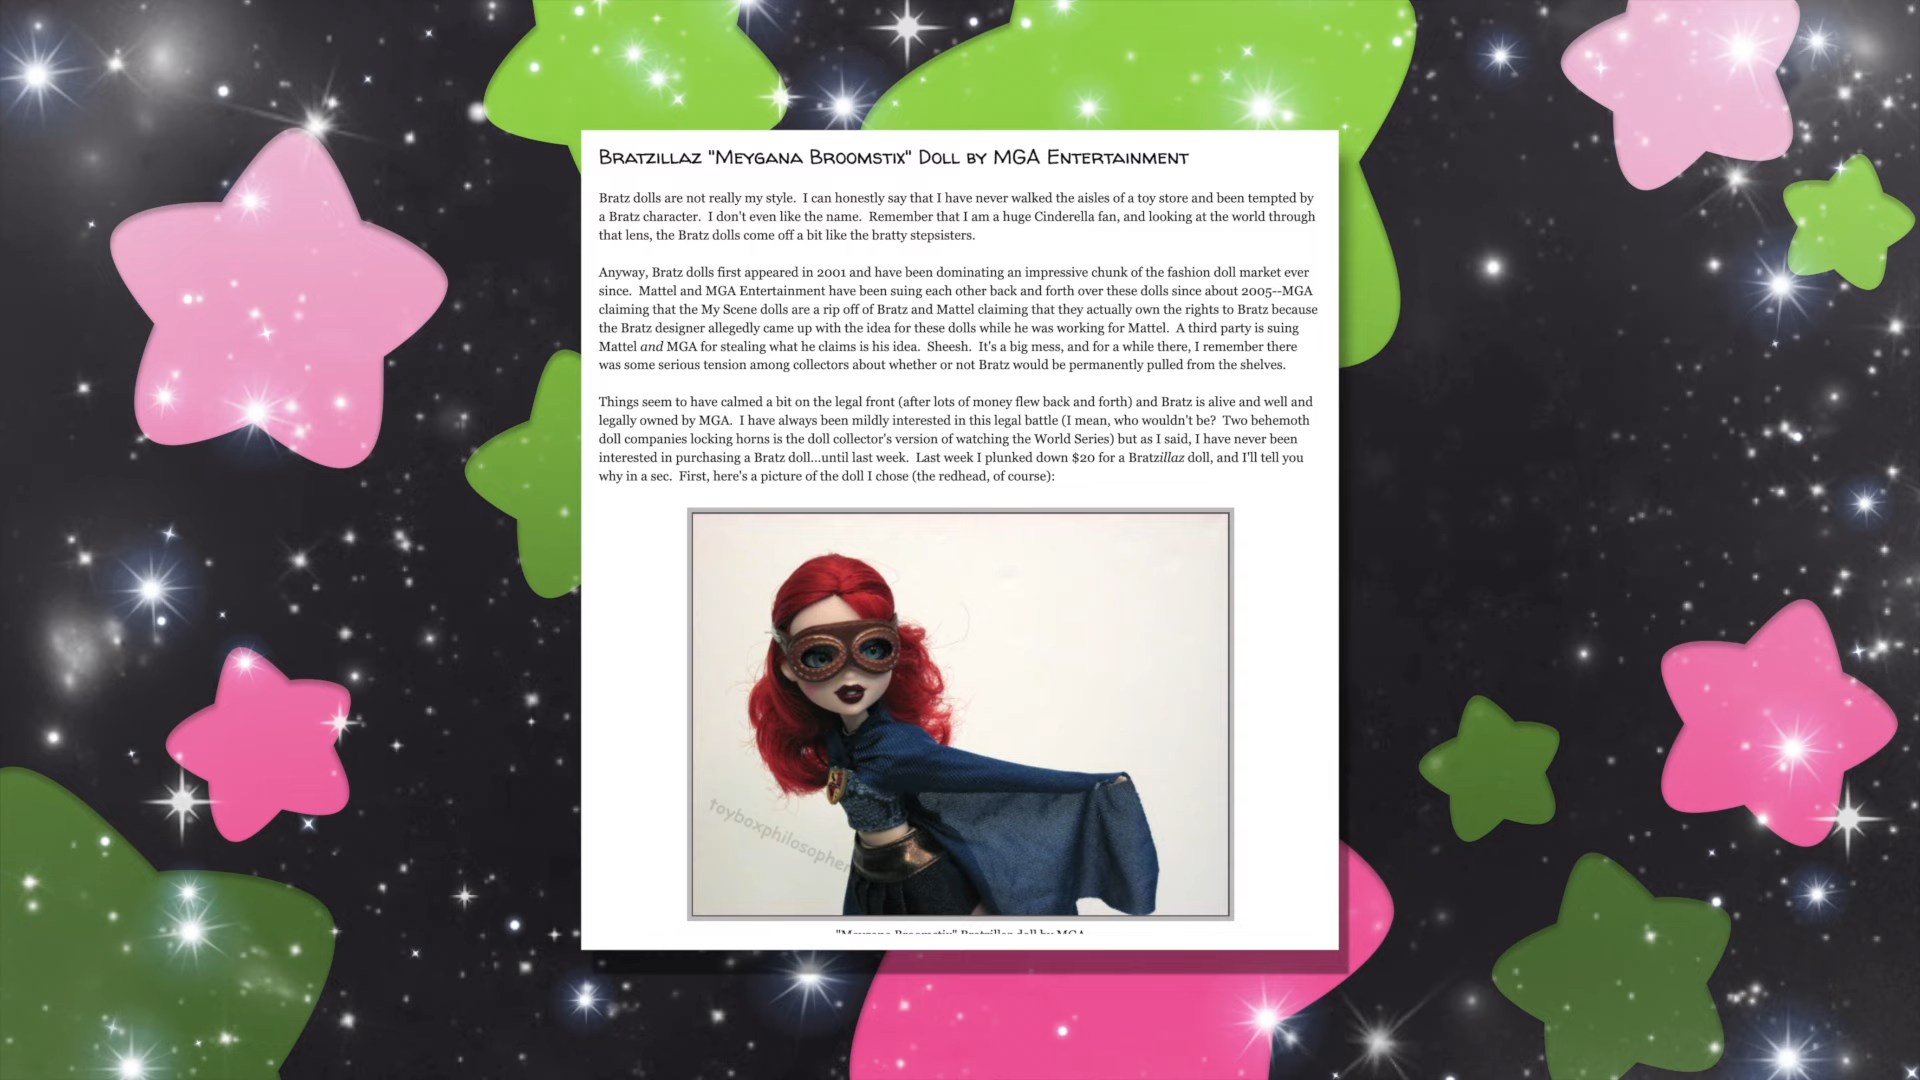 Bratzillaz "Meygana Broomstix" Doll by MGA Entertainment
Bratz dolls are not really my style. I can honestly say that I have never walked the aisles of a toy store and been tempted by
a Bratz character. I don't even like the name. Remember that I am a huge Cinderella fan, and looking at the world through
that lens, the Bratz dolls come off a bit like the bratty stepsisters.
Anyway, Bratz dolls first appeared in 2001 and have been dominating an impressive chunk of the fashion doll market ever
since. Mattel and MGA Entertainment have been suing each other back and forth over these dolls since about 2005--MGA
claiming that the My Scene dolls are a rip off of Bratz and Mattel claiming that they actually own the rights to Bratz because
the Bratz designer allegedly came up with the idea for these dolls while he was working for Mattel. A third party is suing
Mattel and MGA for stealing what he claims is his idea. Sheesh. It's a big mess, and for a while there, I remember there
was some serious tension among collectors about whether or not Bratz would be permanently pulled from the shelves.
Things seem to have calmed a bit on the legal front (after lots of money flew back and forth) and Bratz is alive and well and
legally owned by MGA. I have always been mildly interested in this legal battle (I mean, who wouldn't be? Two behemoth
doll companies locking horns is the doll collector's version of watching the World Series) but as I said, I have never been
interested in purchasing a Bratz doll...until last week. Last week I plunked down $20 for a Bratzillaz doll, and I'll tell you
why in a sec. First, here's a picture of the doll I chose (the redhead, of course):
toyboxphilosopher
"Meygana Broomstix" Bratzillaz doll by MGA